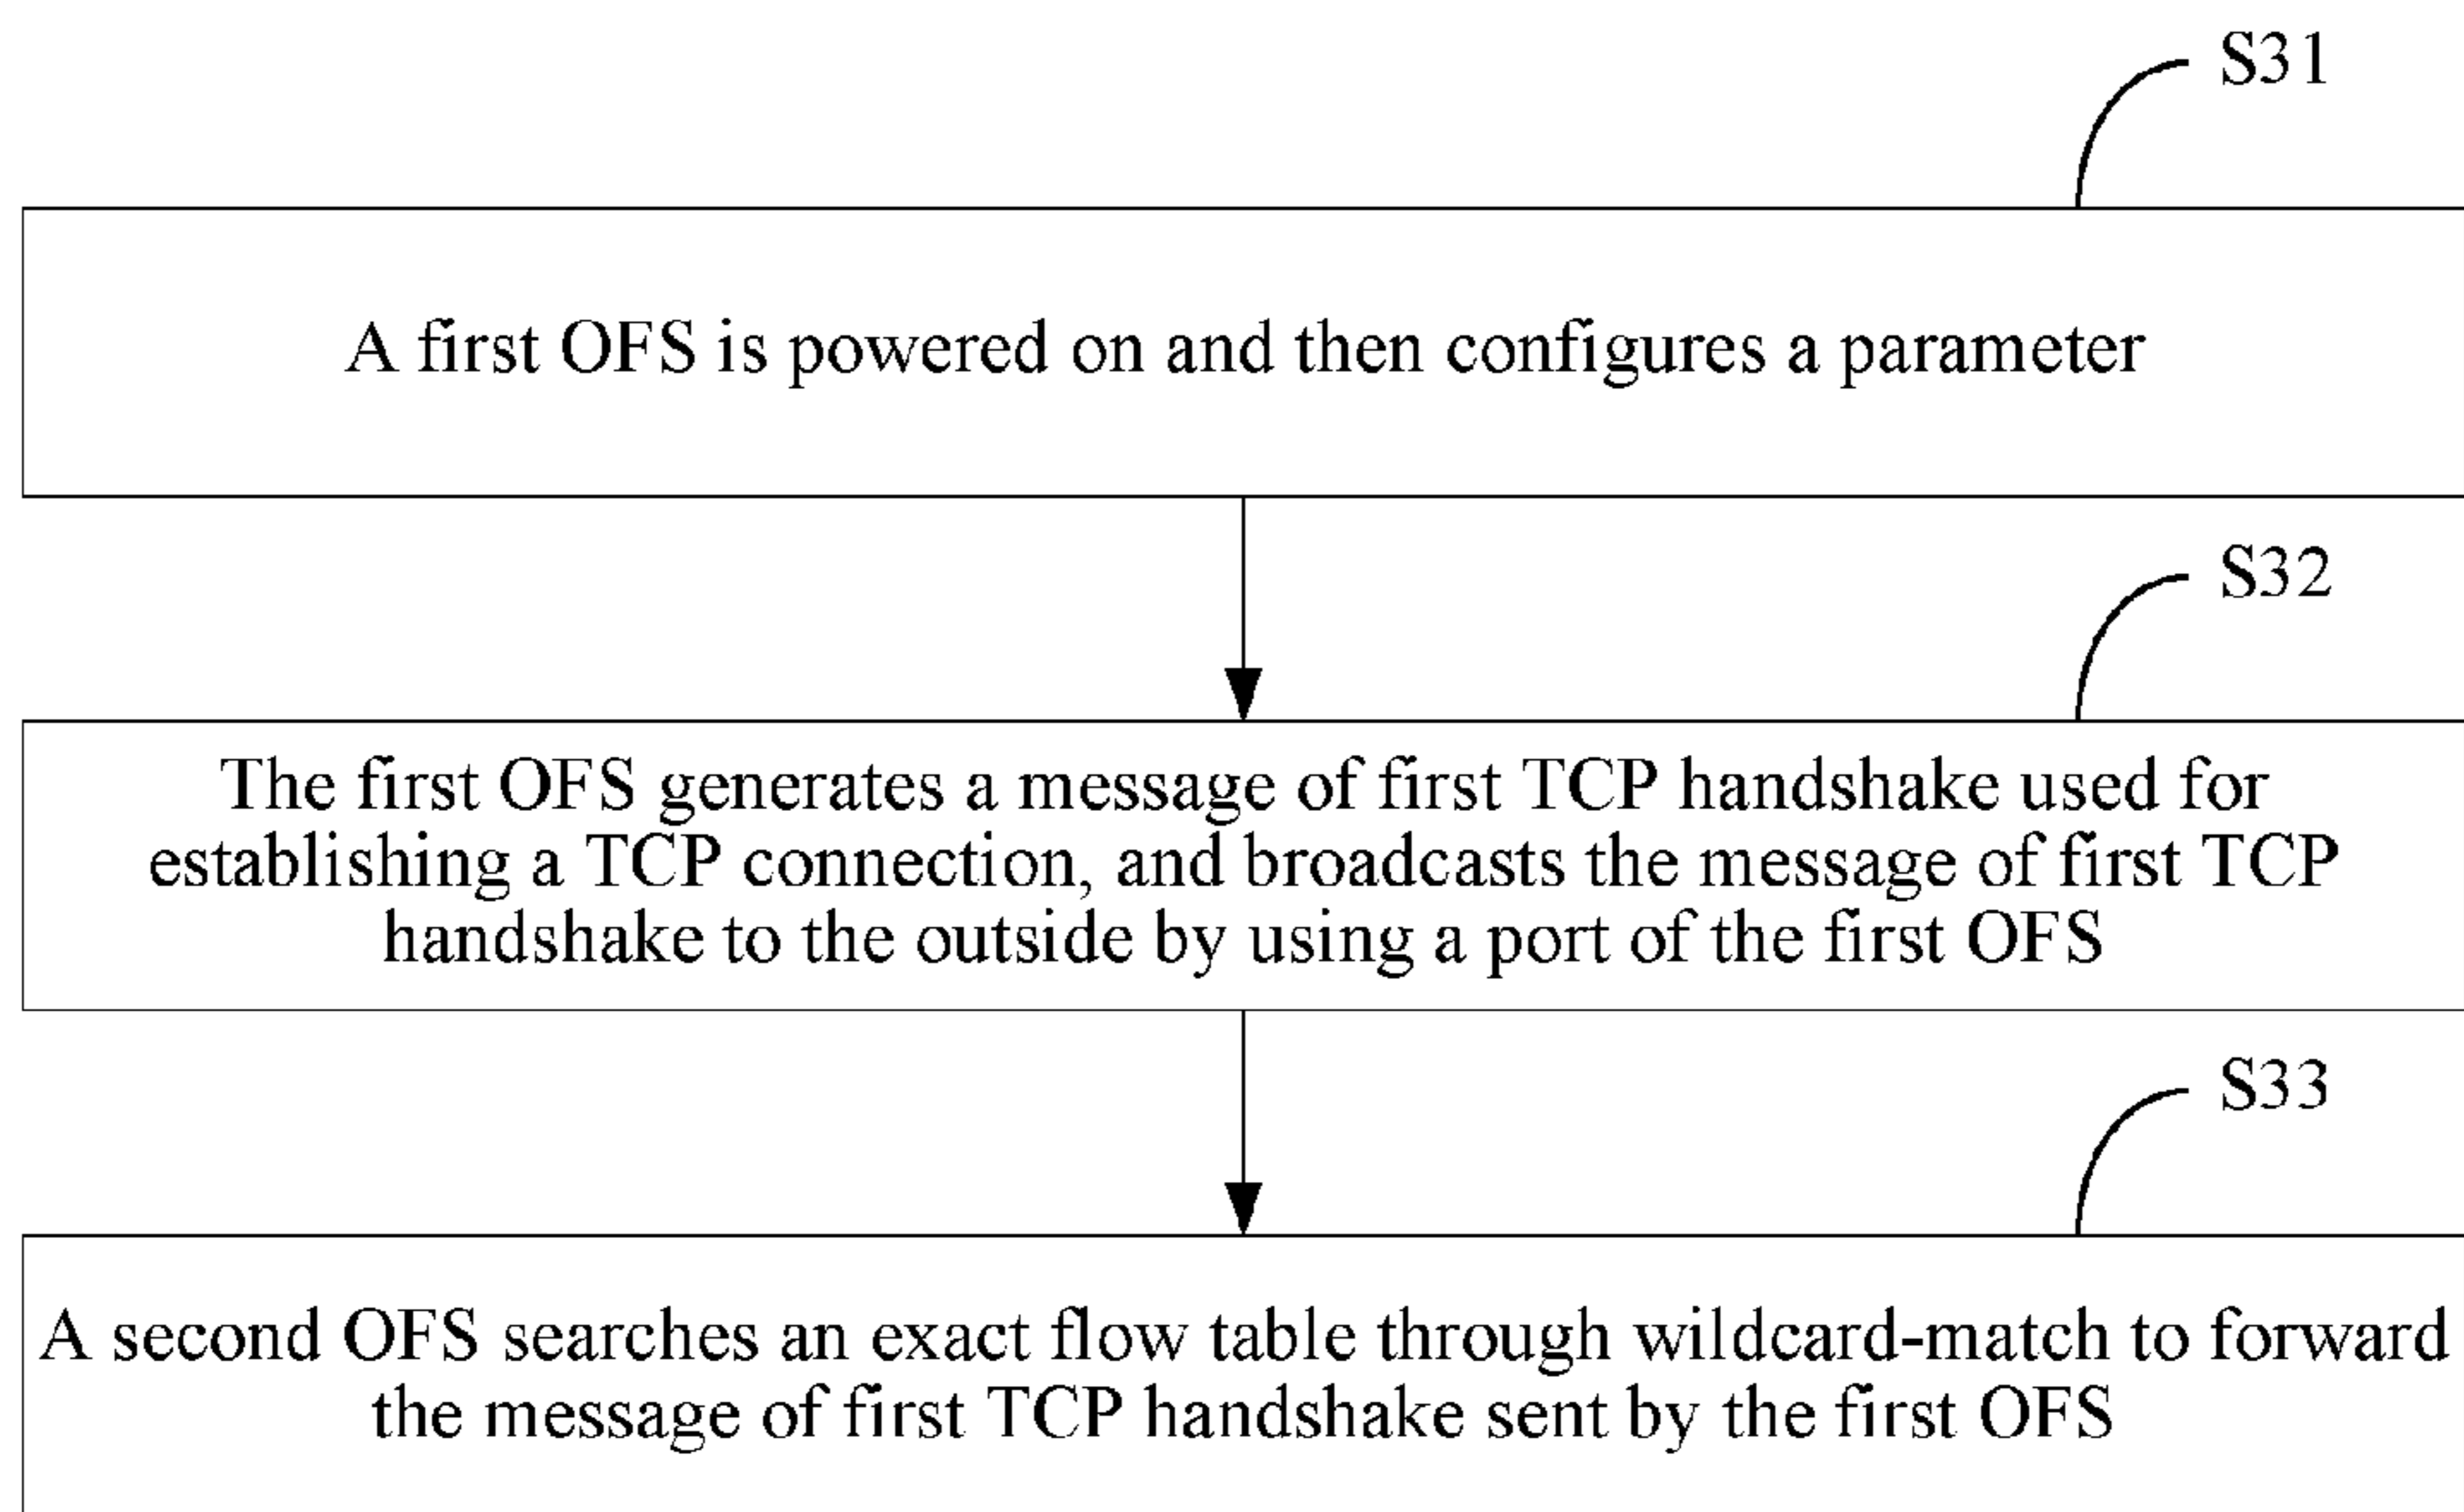 S31
A first OFS is powered on and then configures a parameter
S32
The first OFS generates a message of first TCP handshake used for
establishing a TCP connection, and broadcasts the message of first TCP
handshake to the outside by using a port of the first OFS
S33
A second OFS searches an exact flow table through wildcard-match to forward
the message of first TCP handshake sent by the first OFS